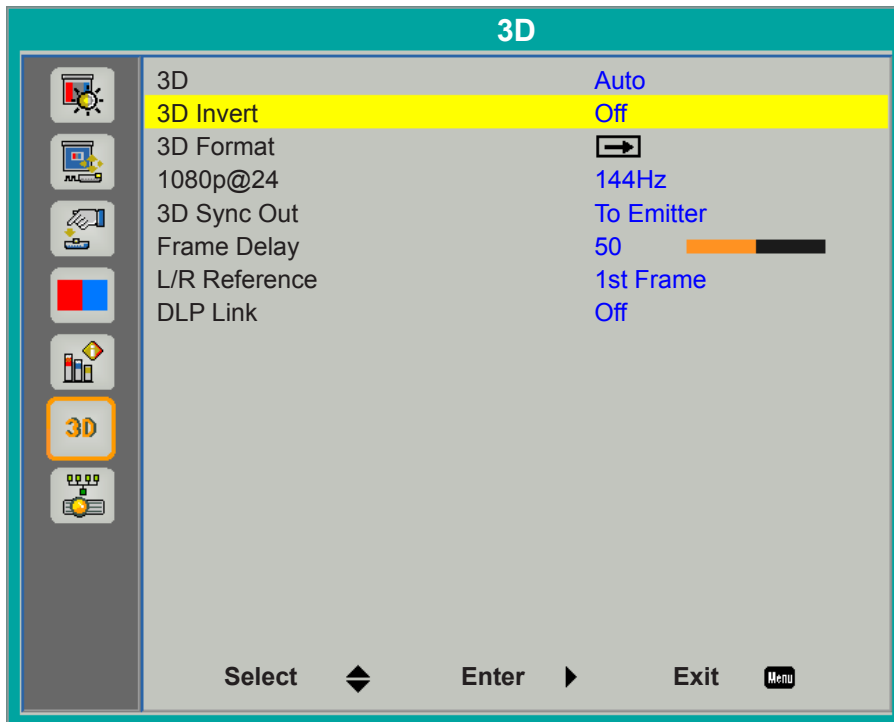 3D
3D Auto
3D Invert Off
3D Format
1080p@24 144Hz
3D Sync Out To Emitter
Frame Delay 50
L/R Reference 1st Frame
DLP Link Off
3D
Select Enter Exit Menu